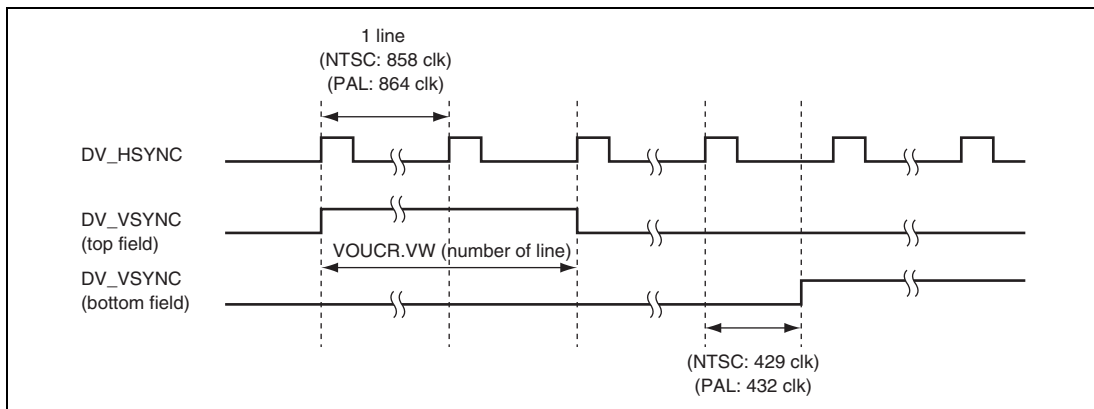 1 line
(NTSC: 858 clk)
(PAL: 864 clk)
DV_HSYNC
DV_VSYNC
(top field)
VOUCR.VW (number of line)
DV_VSYNC
(bottom field)
(NTSC: 429 clk)
(PAL: 432 clk)